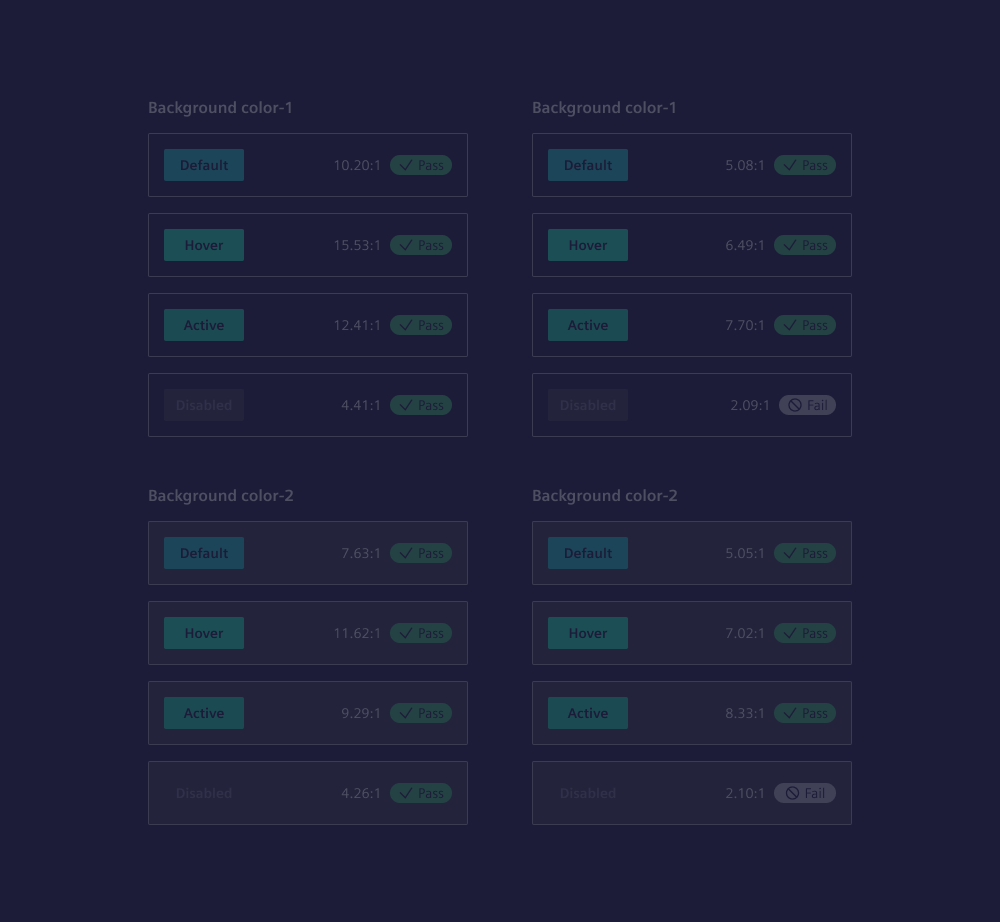 Background color-1
Default 10.20:1 Pass
Hover 15.53:1 Pass
Active 12.41:1 Pass
Disabled 4.41:1 Pass
Background color-1
Default 5.08:1 Pass
Hover 6.49:1 Pass
Active 7.70:1 Pass
Disabled 2.09:1 Fail
Background color-2
Default 7.63:1 Pass
Hover 11.62:1 Pass
Active 9.29:1 Pass
Disabled 4.26:1 Pass
Background color-2
Default 5.05:1 Pass
Hover 7.02:1 Pass
Active 8.33:1 Pass
Disabled 2.10:1 Fail